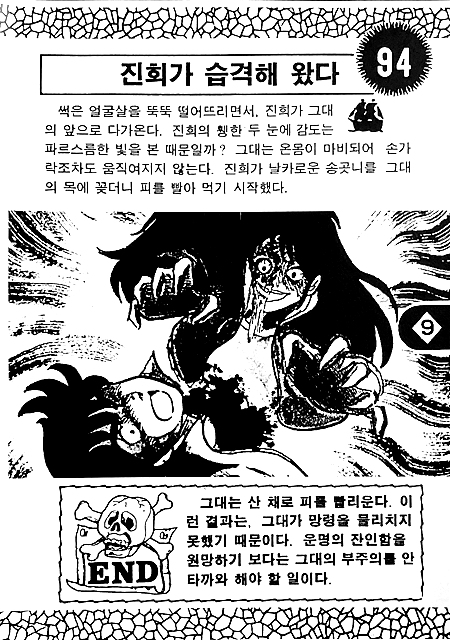 94
진희가 습격해 왔다
썩은 얼굴살을 뚝뚝 떨어뜨리면서, 진희가 그대
의 앞으로 다가온다. 진희의 휑한 두 눈에 감도는
파르스름한 빛을 본 때문일까? 그대는 온몸이 마비되어 손가
락조차도 움직여지지 않는다. 진희가 날카로운 송곳니를 그대
의 목에 꽂더니 피를 빨아 먹기 시작했다.
9
그대는 산 채로 피를 빨리운다. 이
런 결과는, 그대가 망령을 물리치지
못했기 때문이다. 운명의 잔인함을
원망하기 보다는 그대의 부주의를 안
타까와 해야 할 일이다.
END